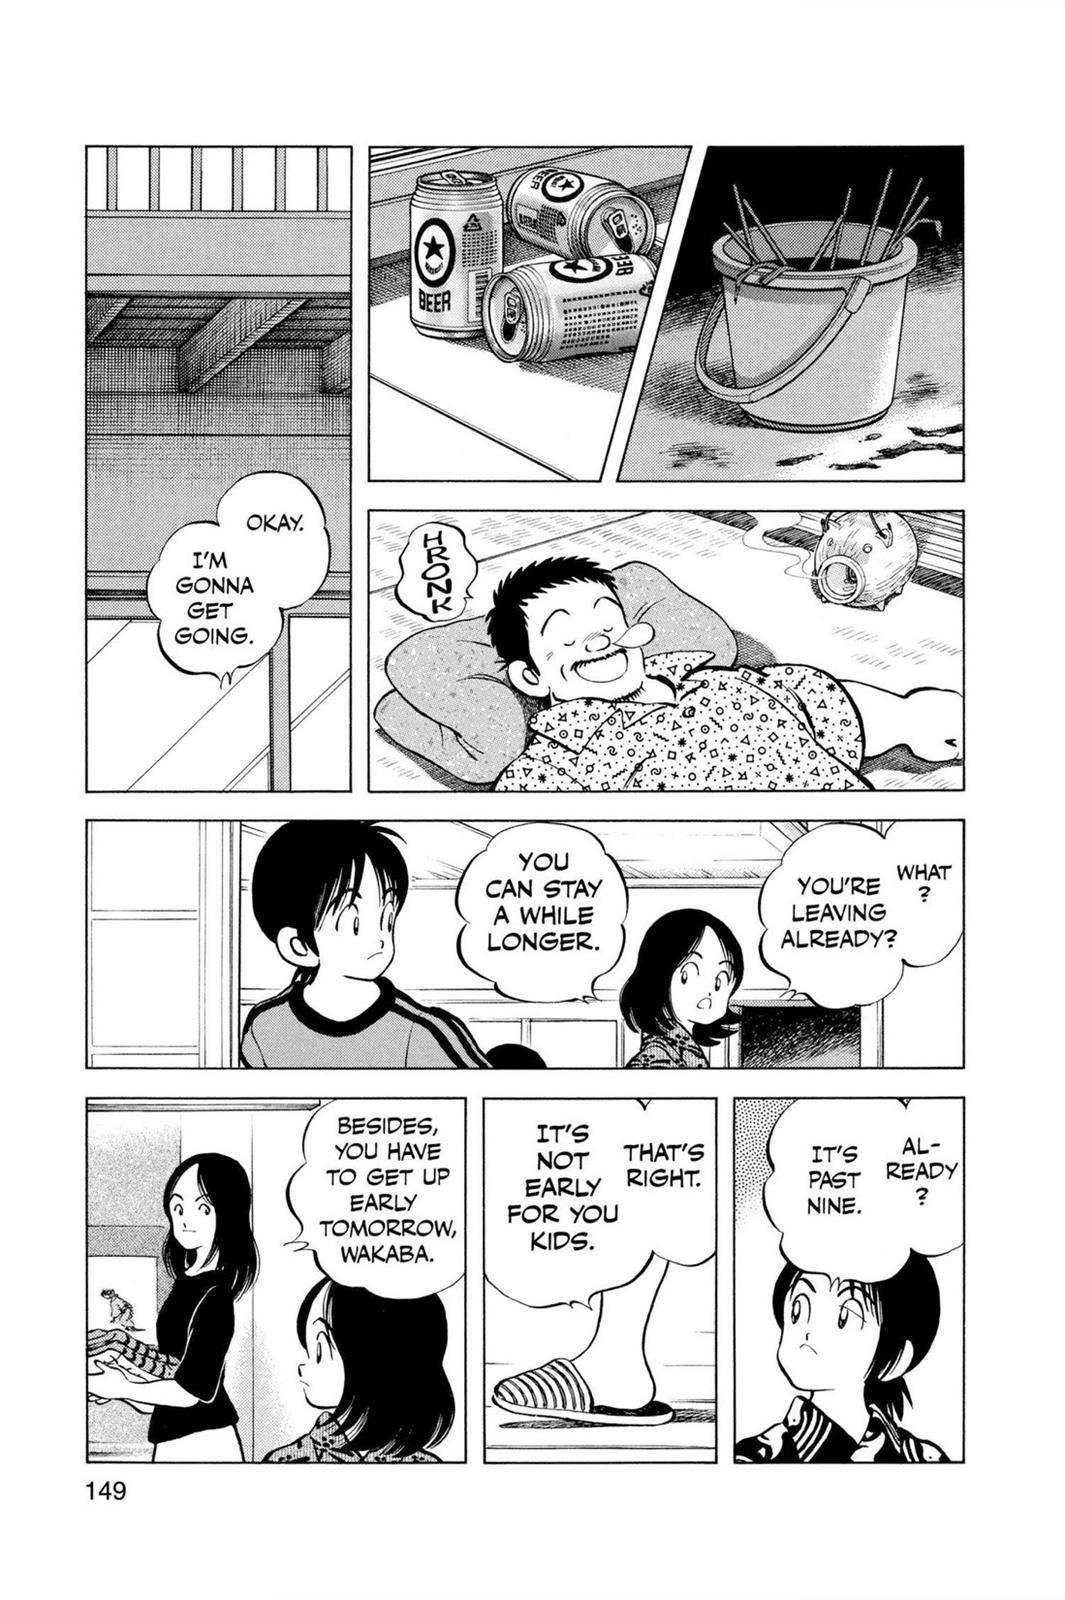 BEER
BEER
BEER
HRONK
OKAY.
I'M
GONNA
GET
GOING.
WHAT
?
YOU'RE
LEAVING
ALREADY?
YOU
CAN STAY
A WHILE
LONGER.
AL-
READY
?
IT'S
PAST
NINE.
THAT'S
RIGHT.
IT'S
NOT
EARLY
FOR YOU
KIDS.
BESIDES,
YOU HAVE
TO GET UP
EARLY
TOMORROW,
WAKABA.
149